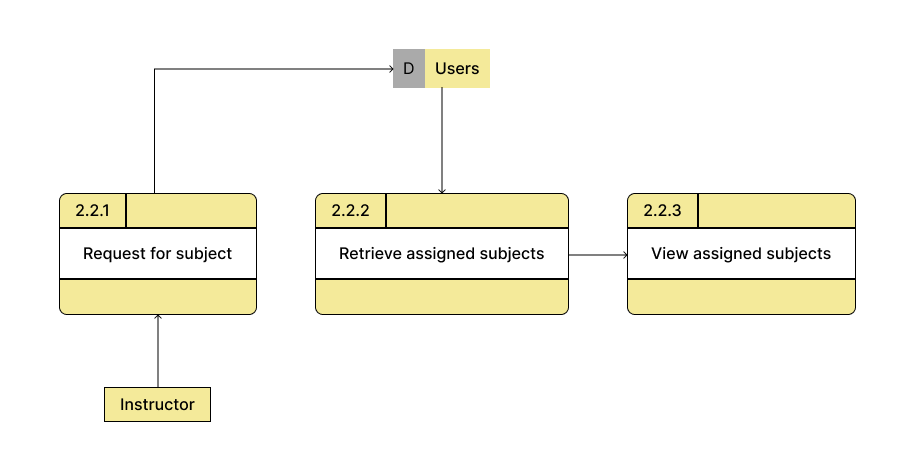 D Users
2.2.1
Request for subject
2.2.2
Retrieve assigned subjects
2.2.3
View assigned subjects
Instructor